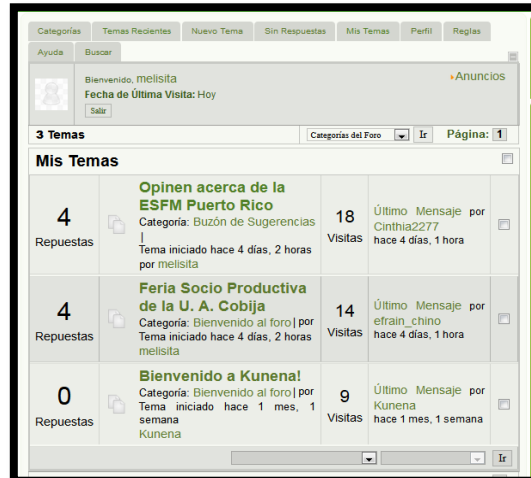 Categorías Temas Recientes Nuevo Tema Sin Respuestas Mis Temas Perfil Reglas
Ayuda Buscar
Bienvenido, melisita
Anuncios
Fecha de Última Visita: Hoy
Salir
3 Temas Categorías del Foro Ir Página: 1
Mis Temas
4
Repuestas
Opinen acerca de la
ESFM Puerto Rico
Categoría: Buzón de Sugerencias
|
Tema iniciado hace 4 días, 2 horas
por melisita
18
Visitas
Último Mensaje por
Cinthia2277
hace 4 días, 1 hora
4
Repuestas
Feria Socio Productiva
de la U. A. Cobija
Categoría: Bienvenido al foro| por
Tema iniciado hace 4 días, 2 horas
melisita
14
Visitas
Último Mensaje por
efrain_chino
hace 4 días, 1 hora
0
Repuestas
Bienvenido a Kunena!
Categoría: Bienvenido al foro| por
Tema iniciado hace 1 mes, 1
semana
Kunena
9
Visitas
Último Mensaje por
Kunena
hace 1 mes, 1 semana
Ir